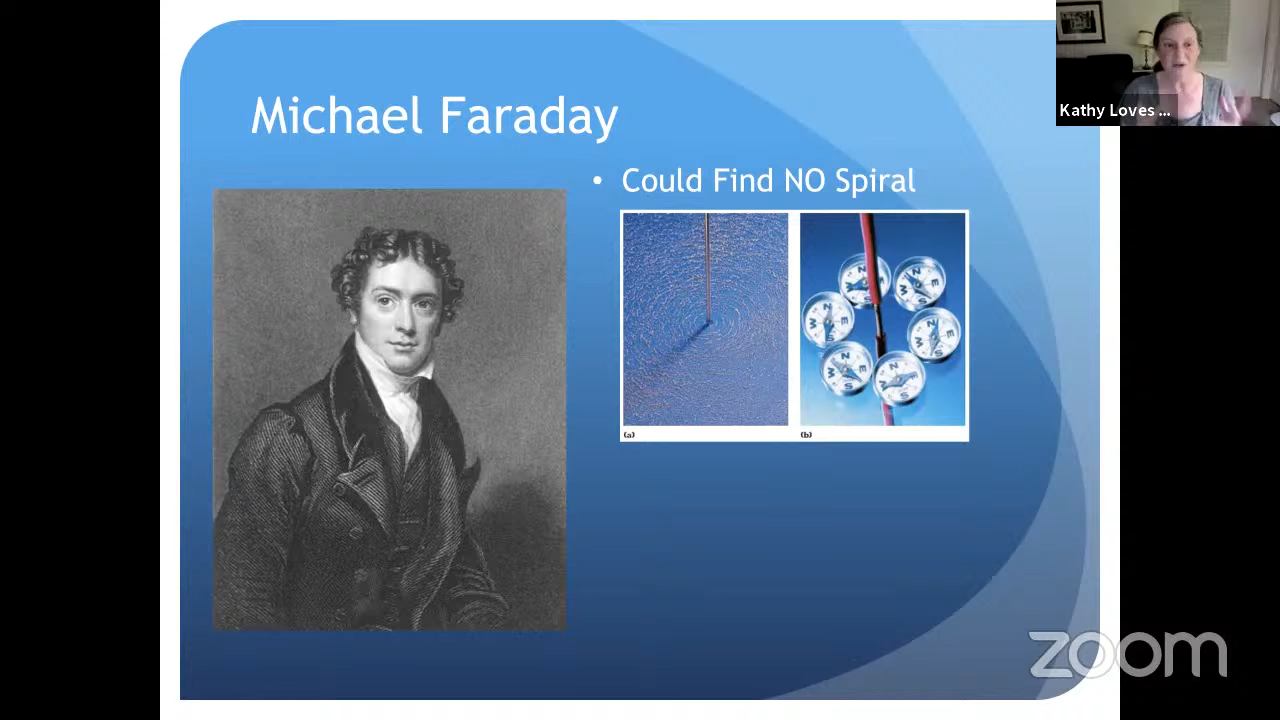 Michael Faraday
• Could Find NO Spiral
(a)
(b)
N
E
S
W
Kathy Loves ...
zoom